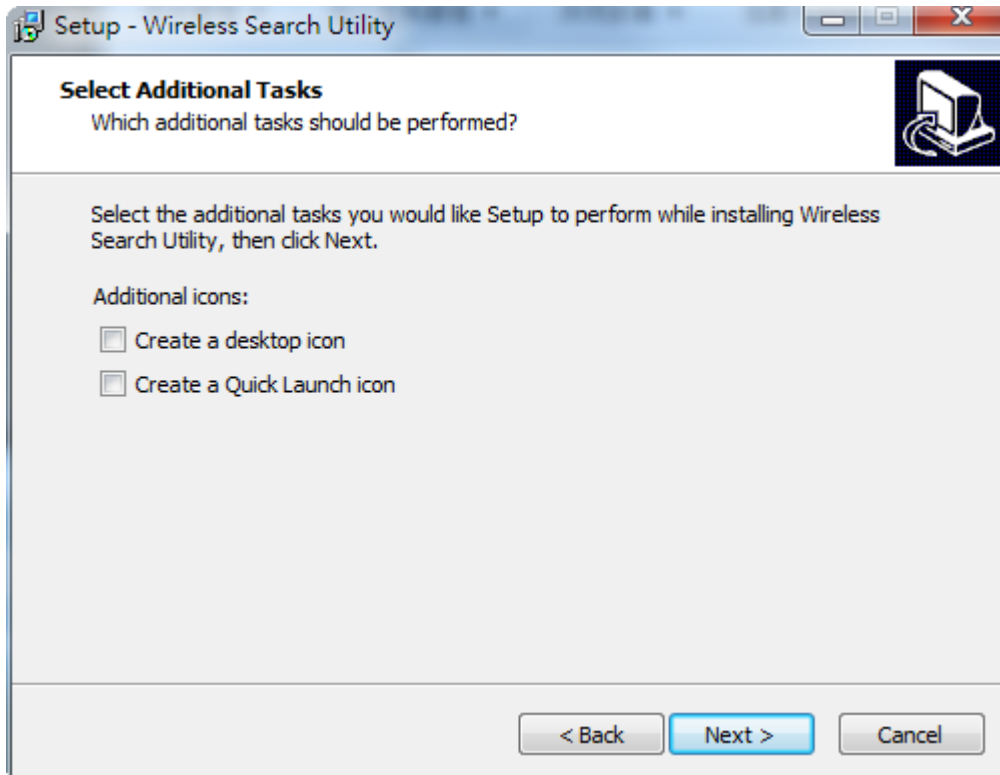 Setup - Wireless Search Utility
Select Additional Tasks
Which additional tasks should be performed?
Select the additional tasks you would like Setup to perform while installing Wireless
Search Utility, then click Next.
Additional icons:
Create a desktop icon
Create a Quick Launch icon
< Back
Next >
Cancel